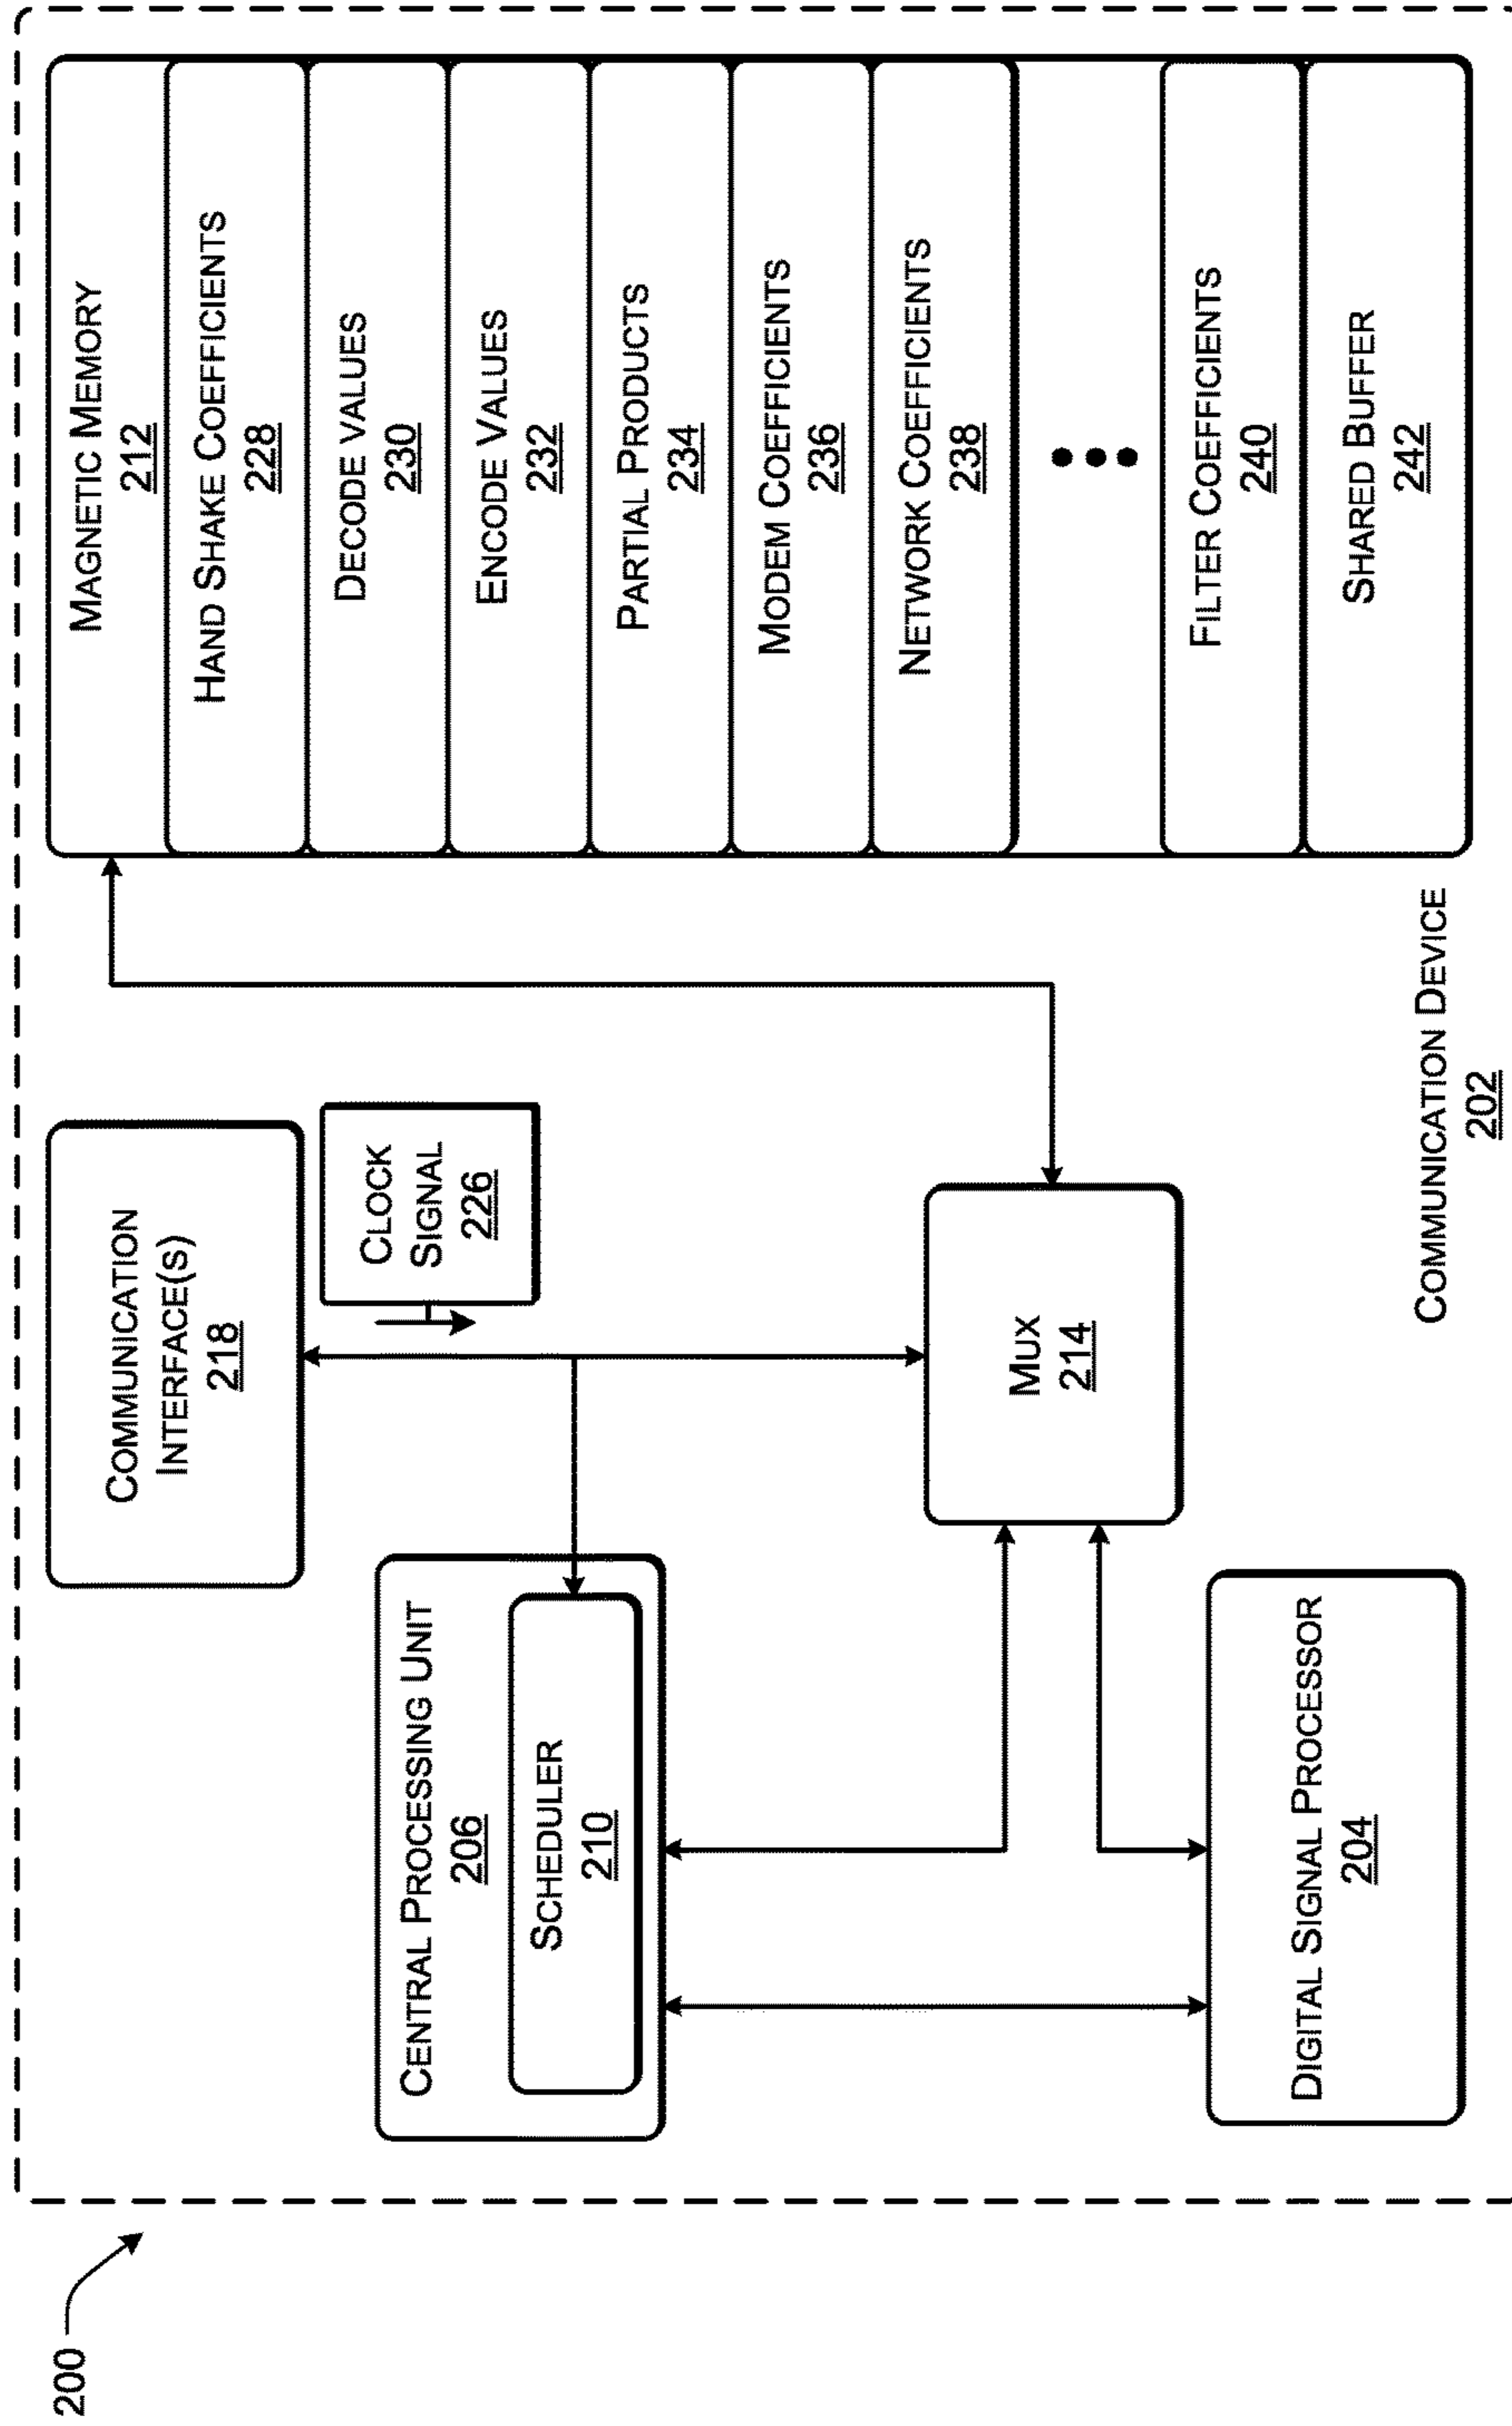 200
COMMUNICATION
INTERFACE(S)
218
CENTRAL PROCESSING UNIT
206
SCHEDULER
210
CLOCK
SIGNAL
226
MUX
214
DIGITAL SIGNAL PROCESSOR
204
MAGNETIC MEMORY
212
HAND SHAKE COEFFICIENTS
228
DECODE VALUES
230
ENCODE VALUES
232
PARTIAL PRODUCTS
234
MODEM COEFFICIENTS
236
NETWORK COEFFICIENTS
238
FILTER COEFFICIENTS
240
SHARED BUFFER
242
COMMUNICATION DEVICE
202